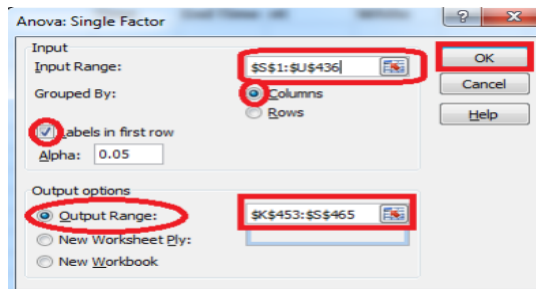 Anova: Single Factor
Input
Input Range: $S$1:$U$436
OK
Grouped By: Columns
Cancel
Rows
Help
Labels in first row
Alpha: 0.05
Output options
Output Range: $K$453:$S$465
New Worksheet Ply:
New Workbook